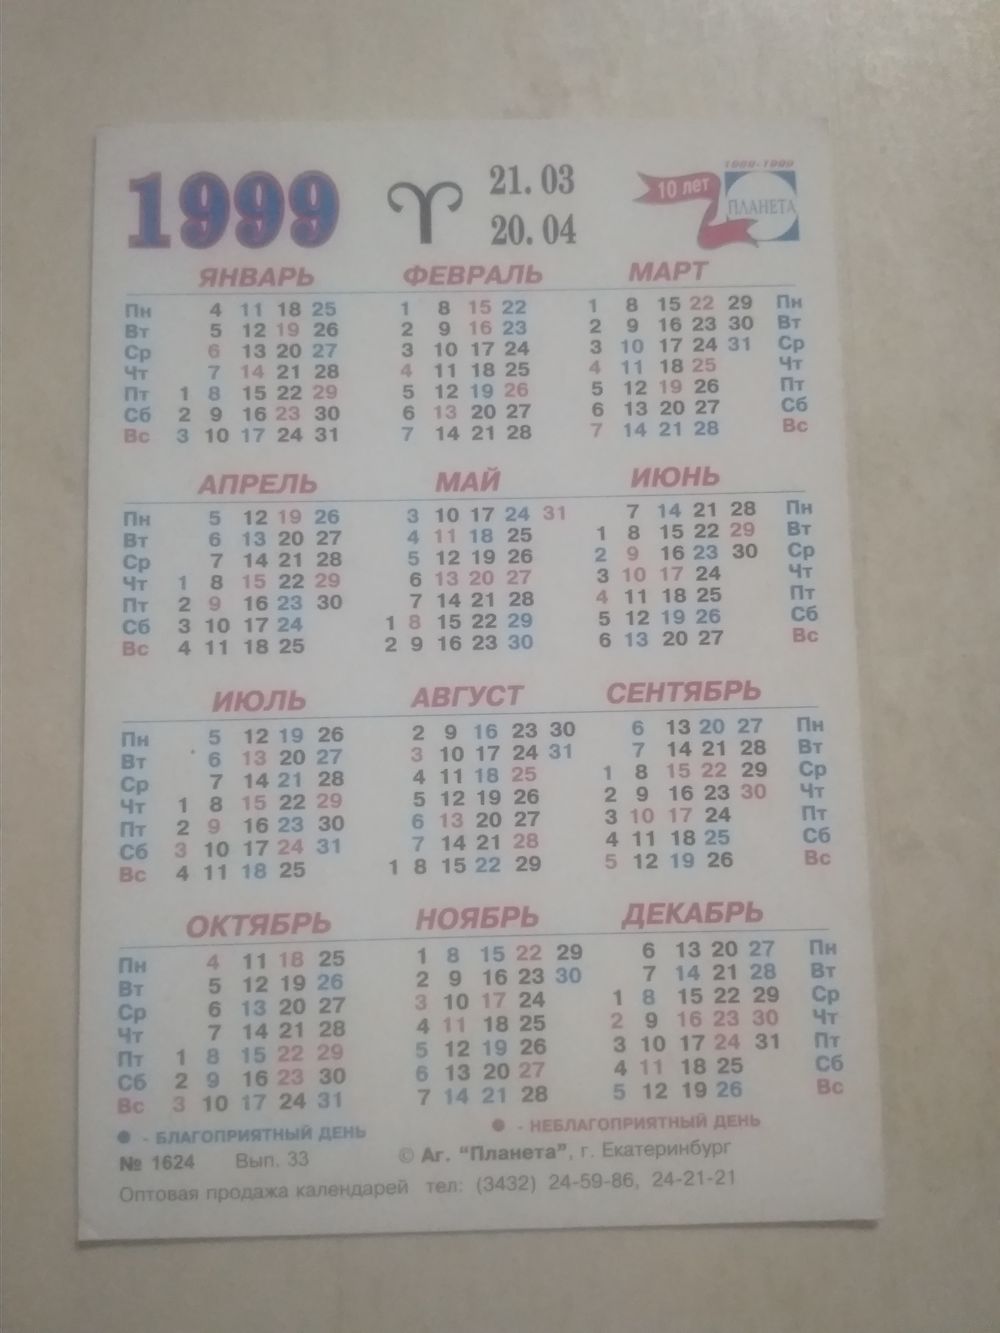 1989-1999
1999 21.03 10 лет
20.04 ПЛАНЕТА
ЯНВАРЬ ФЕВРАЛЬ МАРТ
Пн 4 11 18 25 1 8 15 22 1 8 15 22 29 Пн
Вт 5 12 19 26 2 9 16 23 2 9 16 23 30 Вт
Ср 6 13 20 27 3 10 17 24 3 10 17 24 31 Ср
Чт 7 14 21 28 4 11 18 25 4 11 18 25 Чт
Пт 1 8 15 22 29 5 12 19 26 5 12 19 26 Пт
Сб 2 9 16 23 30 6 13 20 27 6 13 20 27 Сб
Вс 3 10 17 24 31 7 14 21 28 7 14 21 28 Вс
АПРЕЛЬ МАЙ ИЮНЬ
Пн 5 12 19 26 3 10 17 24 31 7 14 21 28 Пн
Вт 6 13 20 27 4 11 18 25 1 8 15 22 29 Вт
Ср 7 14 21 28 5 12 19 26 2 9 16 23 30 Ср
Чт 1 8 15 22 29 6 13 20 27 3 10 17 24 Чт
Пт 2 9 16 23 30 7 14 21 28 4 11 18 25 Пт
Сб 3 10 17 24 1 8 15 22 29 5 12 19 26 Сб
Вс 4 11 18 25 2 9 16 23 30 6 13 20 27 Вс
ИЮЛЬ АВГУСТ СЕНТЯБРЬ
Пн 5 12 19 26 2 9 16 23 30 6 13 20 27 Пн
Вт 6 13 20 27 3 10 17 24 31 7 14 21 28 Вт
Ср 7 14 21 28 4 11 18 25 1 8 15 22 29 Ср
Чт 1 8 15 22 29 5 12 19 26 2 9 16 23 30 Чт
Пт 2 9 16 23 30 6 13 20 27 3 10 17 24 Пт
Сб 3 10 17 24 31 7 14 21 28 4 11 18 25 Сб
Вс 4 11 18 25 1 8 15 22 29 5 12 19 26 Вс
ОКТЯБРЬ НОЯБРЬ ДЕКАБРЬ
Пн 4 11 18 25 1 8 15 22 29 6 13 20 27 Пн
Вт 5 12 19 26 2 9 16 23 30 7 14 21 28 Вт
Ср 6 13 20 27 3 10 17 24 1 8 15 22 29 Ср
Чт 7 14 21 28 4 11 18 25 2 9 16 23 30 Чт
Пт 1 8 15 22 29 5 12 19 26 3 10 17 24 31 Пт
Сб 2 9 16 23 30 6 13 20 27 4 11 18 25 Сб
Вс 3 10 17 24 31 7 14 21 28 5 12 19 26 Вс
● - БЛАГОПРИЯТНЫЙ ДЕНЬ ● - НЕБЛАГОПРИЯТНЫЙ ДЕНЬ
№ 1624 Вып. 33 © Аг. "Планета", г. Екатеринбург
Оптовая продажа календарей тел: (3432) 24-59-86, 24-21-21